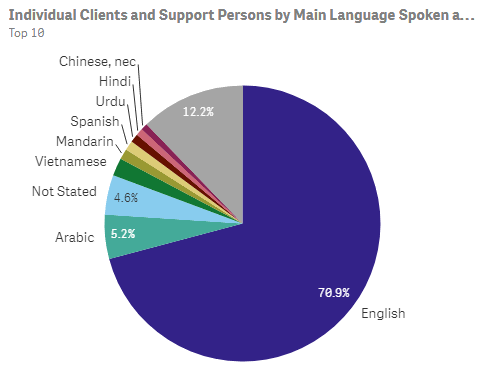 Individual Clients and Support Persons by Main Language Spoken a...
Top 10
Chinese, nec
Hindi
Urdu
Spanish
Mandarin
Vietnamese
Not Stated
Arabic
12.2%
4.6%
5.2%
70.9%
English